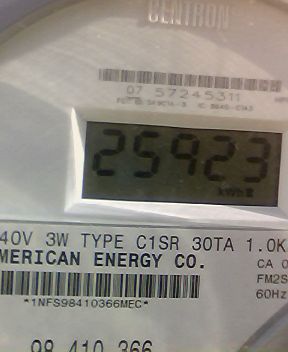 CENTRON
07 57245311
25923
kWh
40V 3W TYPE C1SR 30TA 1.0K
MERICAN ENERGY CO.
CA 0
FM2S
60Hz
*1NFS98410366MEC*
98 410 366